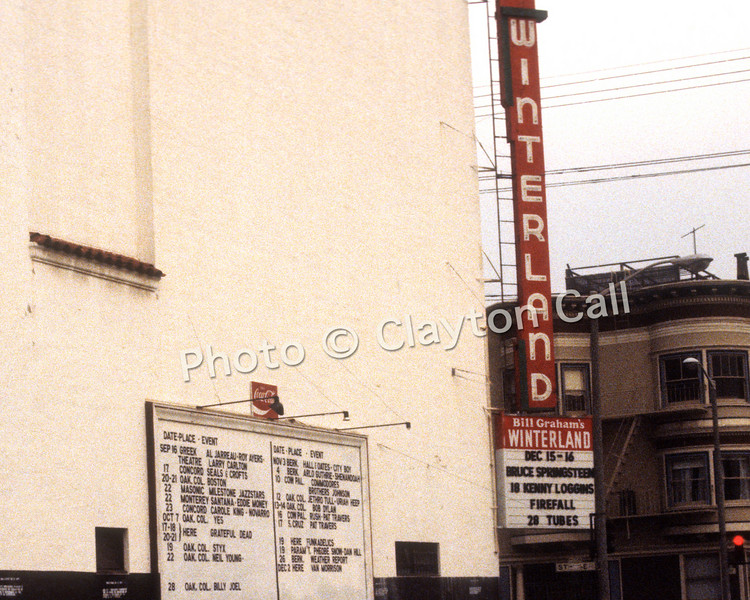 WINTERLAND
Photo © Clayton Call
Coca-Cola
Bill Graham's
WINTERLAND
DEC 15-16
BRUCE SPRINGSTEEN
18 KENNY LOGGINS
FIREFALL
28 TUBES
DATE-PLACE - EVENT
SEP 16 GREEK AL JARREAU-ROY AYERS-
THEATRE LARRY CARLTON
17 CONCORD SEALS & CROFTS
20-21 OAK. COL. BOSTON
22 MASONIC MILESTONE JAZZSTARS
22 MONTEREY SANTANA-EDDIE MONEY
23 CONCORD CAROLE KING-NAVARRO
OCT 7 OAK. COL. YES
17-18
20-21 HERE GRATEFUL DEAD
19 OAK. COL. STYX
22 OAK. COL. NEIL YOUNG-
28 OAK. COL. BILLY JOEL
DATE - PLACE - EVENT
NOV 3 BERK. HALL & OATES - CITY BOY
4 BERK. ARLO GUTHRIE-SHENANDOAH
10 COW PAL. COMMODORES
BROTHERS JOHNSON
12 OAK. COL. JETHRO TULL-URIAH HEEP
13-14 OAK. COL. BOB DYLAN
16 COW PAL. RUSH-PAT TRAVERS
17 S. CRUZ PAT TRAVERS
19 HERE FUNKADELICS
19 PARAM'T. PHOEBE SNOW-DAN HILL
26 BERK. WEATHER REPORT
DEC 2 HERE VAN MORRISON